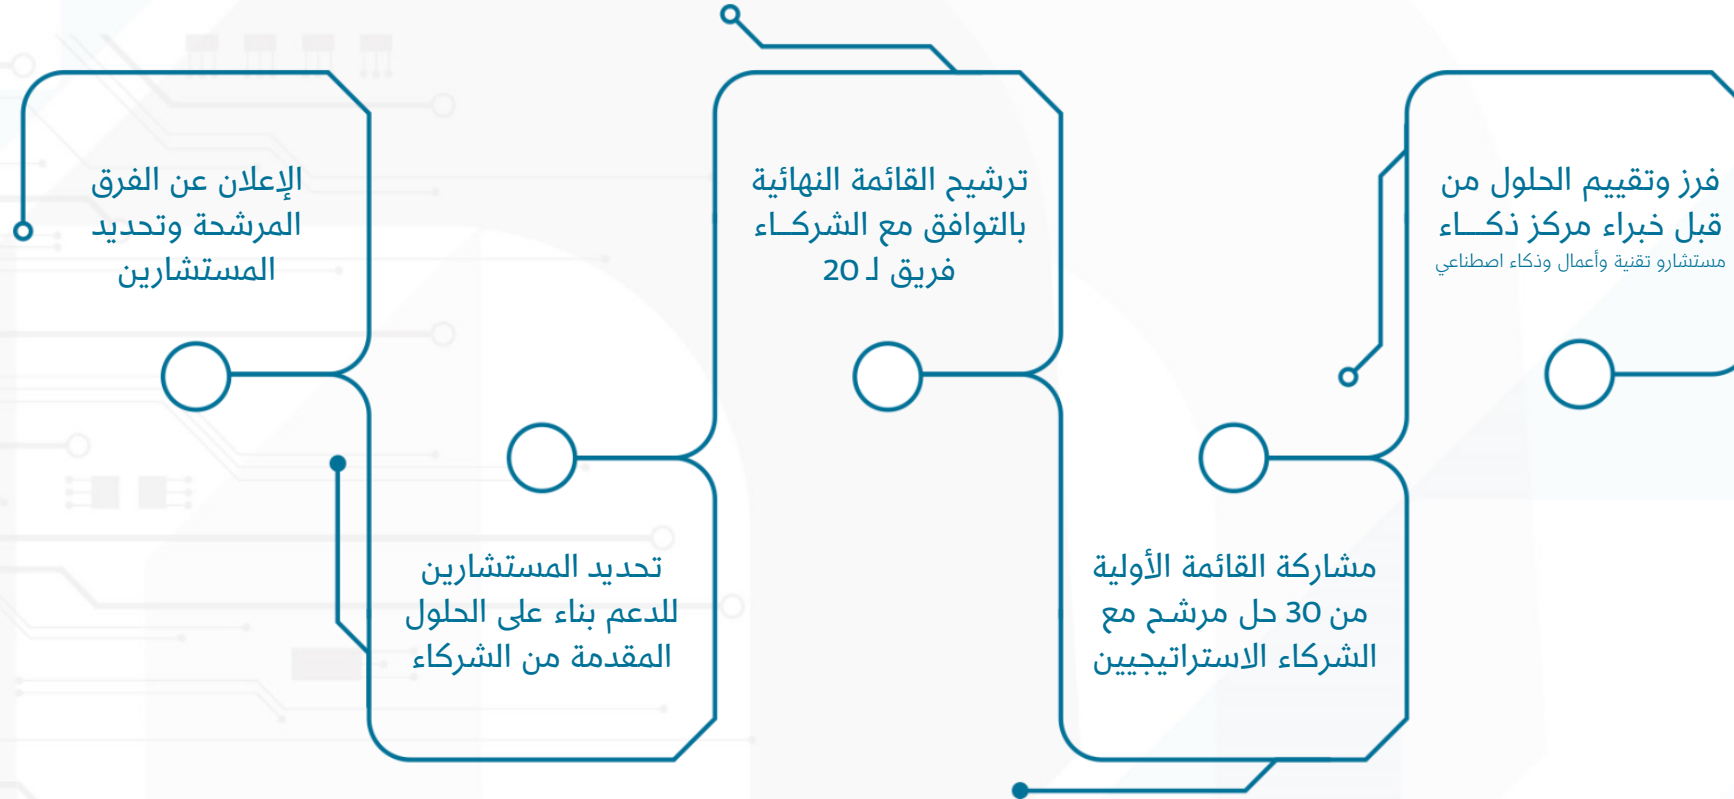 فرز وتقييم الحلول من
قبل خبراء مركز ذكـــاء
مستشارو تقنية وأعمال وذكاء اصطناعي
مشاركة القائمة الأولية
من 30 حل مرشح مع
الشركاء الاستراتيجيين
ترشيح القائمة النهائية
بالتوافق مع الشركــاء
فريق لـ 20
تحديد المستشارين
للدعم بناء على الحلول
المقدمة من الشركاء
الإعلان عن الفرق
المرشحة وتحديد
المستشارين